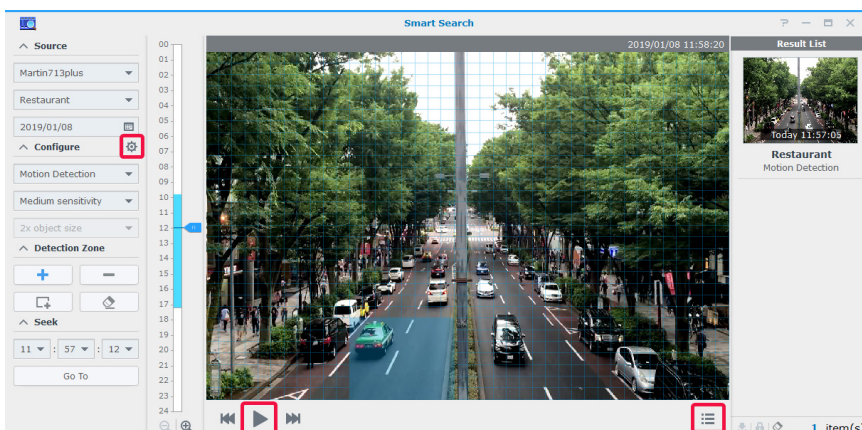 Smart Search
Source
Martin713plus
Restaurant
2019/01/08
Configure
Motion Detection
Medium sensitivity
2x object size
Detection Zone
Seek
11 : 57 : 12
Go To
00
01
02
03
04
05
06
07
08
09
10
11
12
13
14
15
16
17
18
19
20
21
22
23
24
2019/01/08 11:58:20
Result List
Today 11:57:05
Restaurant
Motion Detection
1 item(s